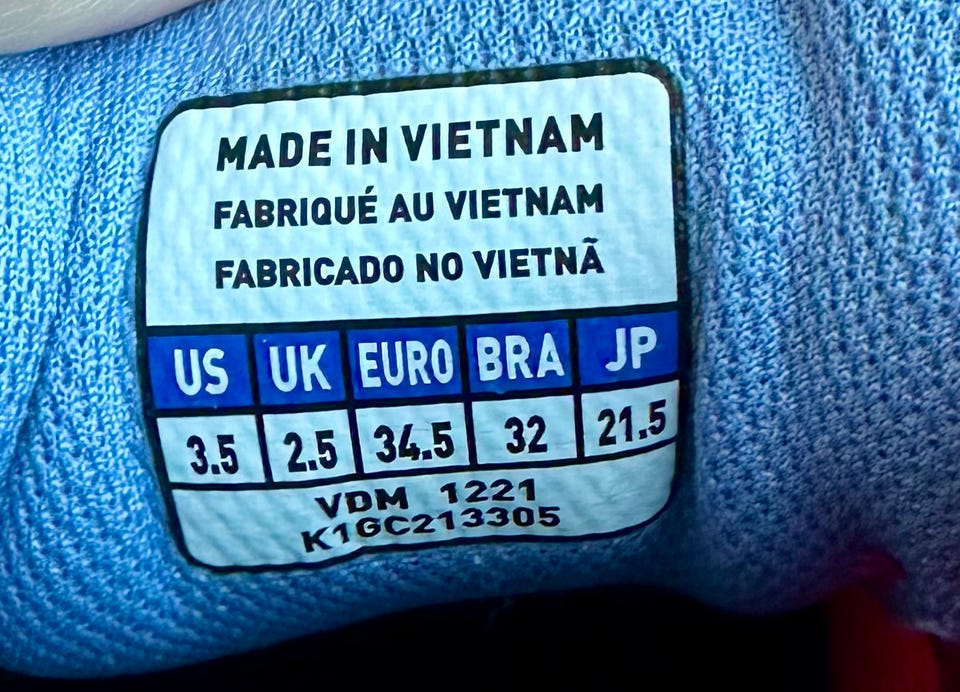 MADE IN VIETNAM
FABRIQUÉ AU VIETNAM
FABRICADO NO VIETNÃ
US UK EURO BRA JP
3.5 2.5 34.5 32 21.5
VDM 1221
K1GC213305